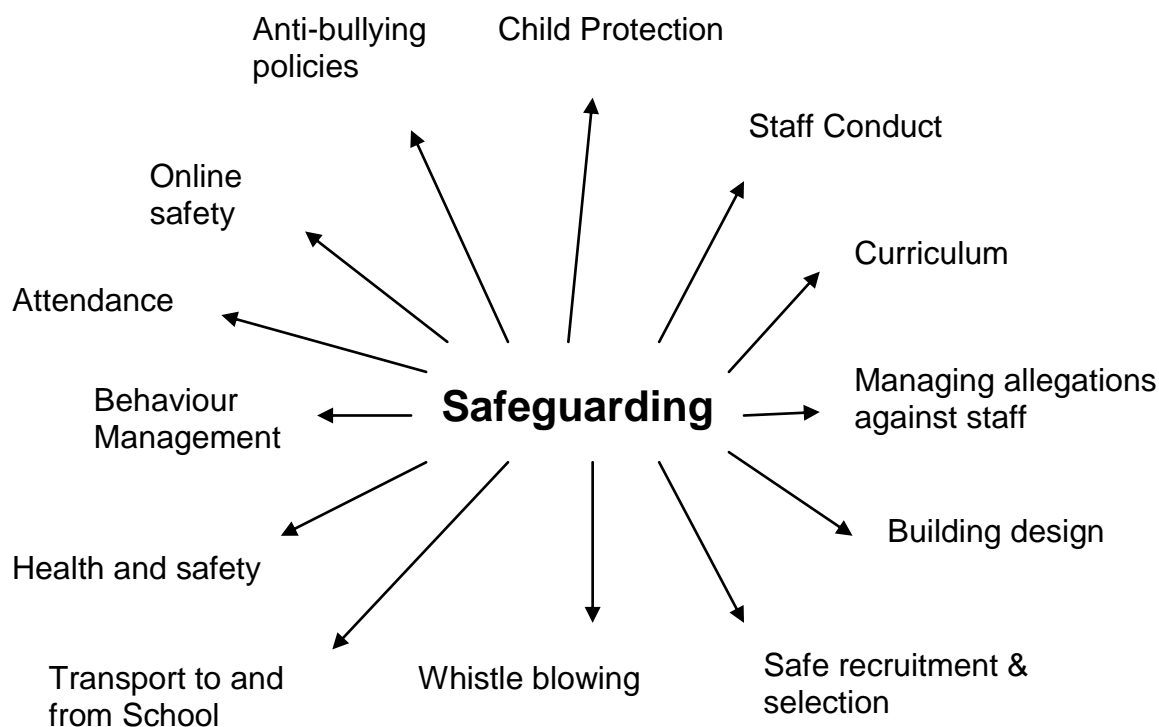 Anti-bullying
policies
Child Protection
Staff Conduct
Online
safety
Curriculum
Attendance
Managing allegations
against staff
Behaviour
Management
Safeguarding
Building design
Health and safety
Safe recruitment &
selection
Transport to and
from School
Whistle blowing